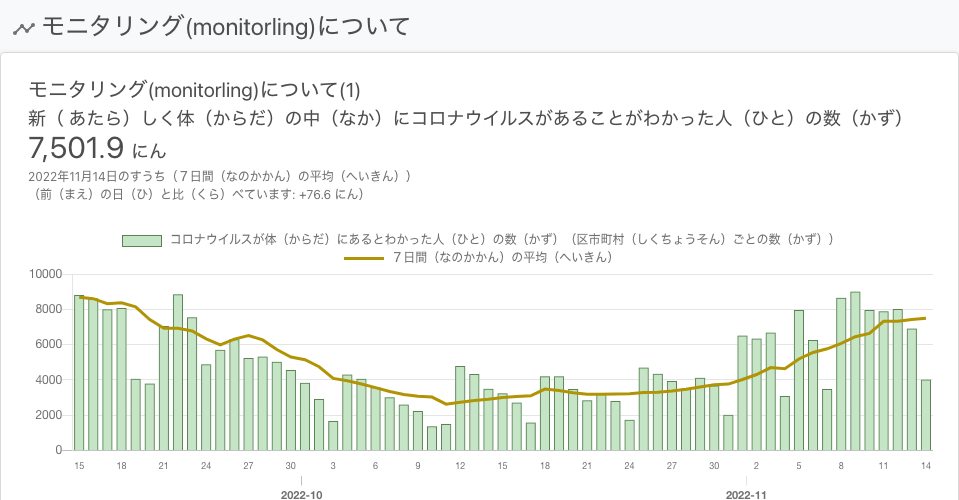 モニタリング(monitorling)について
モニタリング(monitorling)について(1)
新（ あたら）しく体（からだ）の中（なか）にコロナウイルスがあることがわかった人（ひと）の数（かず）
7,501.9 にん
2022年11月14日のすうち（７日間（なのかかん）の平均（へいきん））
（前（まえ）の日（ひ）と比（くら）べています: +76.6 にん）
コロナウイルスが体（からだ）にあるとわかった人（ひと）の数（かず）（区市町村（しくちょうそん）ごとの数（かず））
７日間（なのかかん）の平均（へいきん）
10000
8000
6000
4000
2000
0
15 18 21 24 27 30 3 6 9 12 15 18 21 24 27 30 2 5 8 11 14
2022-10 2022-11